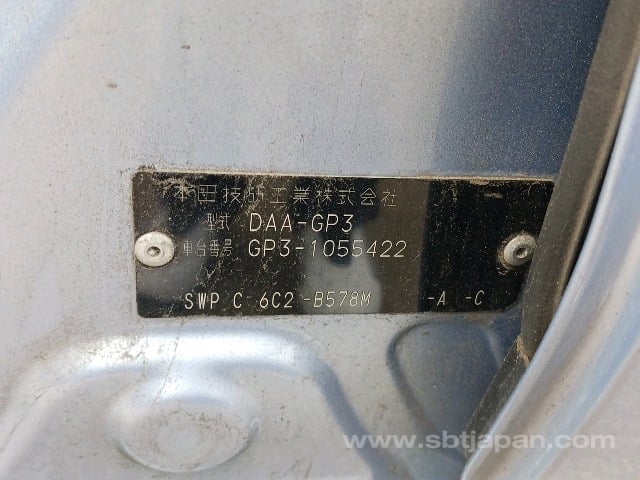 本田技研工業株式会社
型式 DAA-GP3
車台番号 GP3-1055422
SWP C 6C2 -B578M -A -C
www.sbtjapan.com